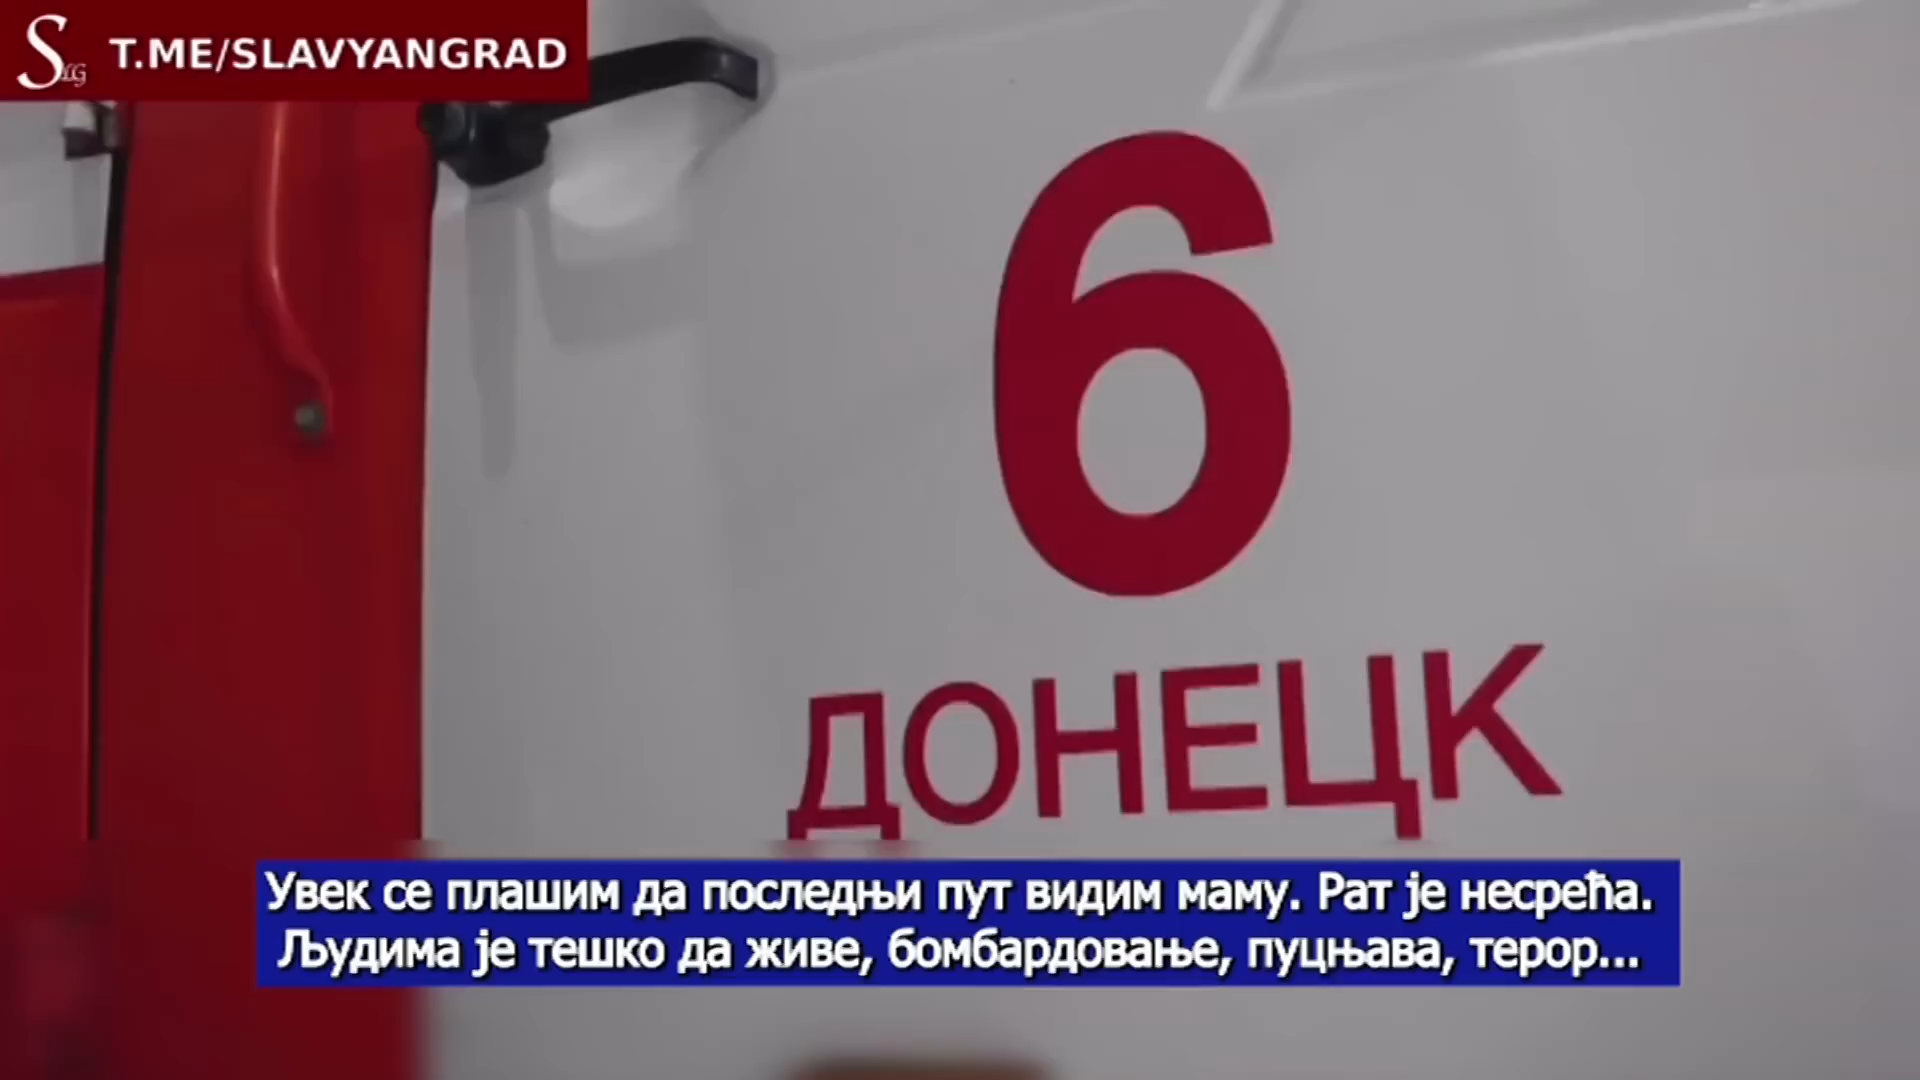 T.ME/SLAVYANGRAD
6
ДОНЕЦК
Увек се плашим да последњи пут видим маму. Рат је несрећа.
Људима је тешко да живе, бомбардовање, пуцњава, терор...